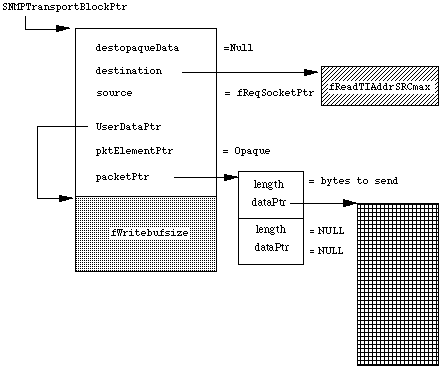 SNMPTransportBlockPtr
destopaqueData =Null
destination
fReadTIAddrSRCmax
source = fReqSocketPtr
UserDataPtr
pktElementPtr = Opaque
packetPtr
length = bytes to send
dataPtr
fWritebufsize
length = NULL
dataPtr = NULL